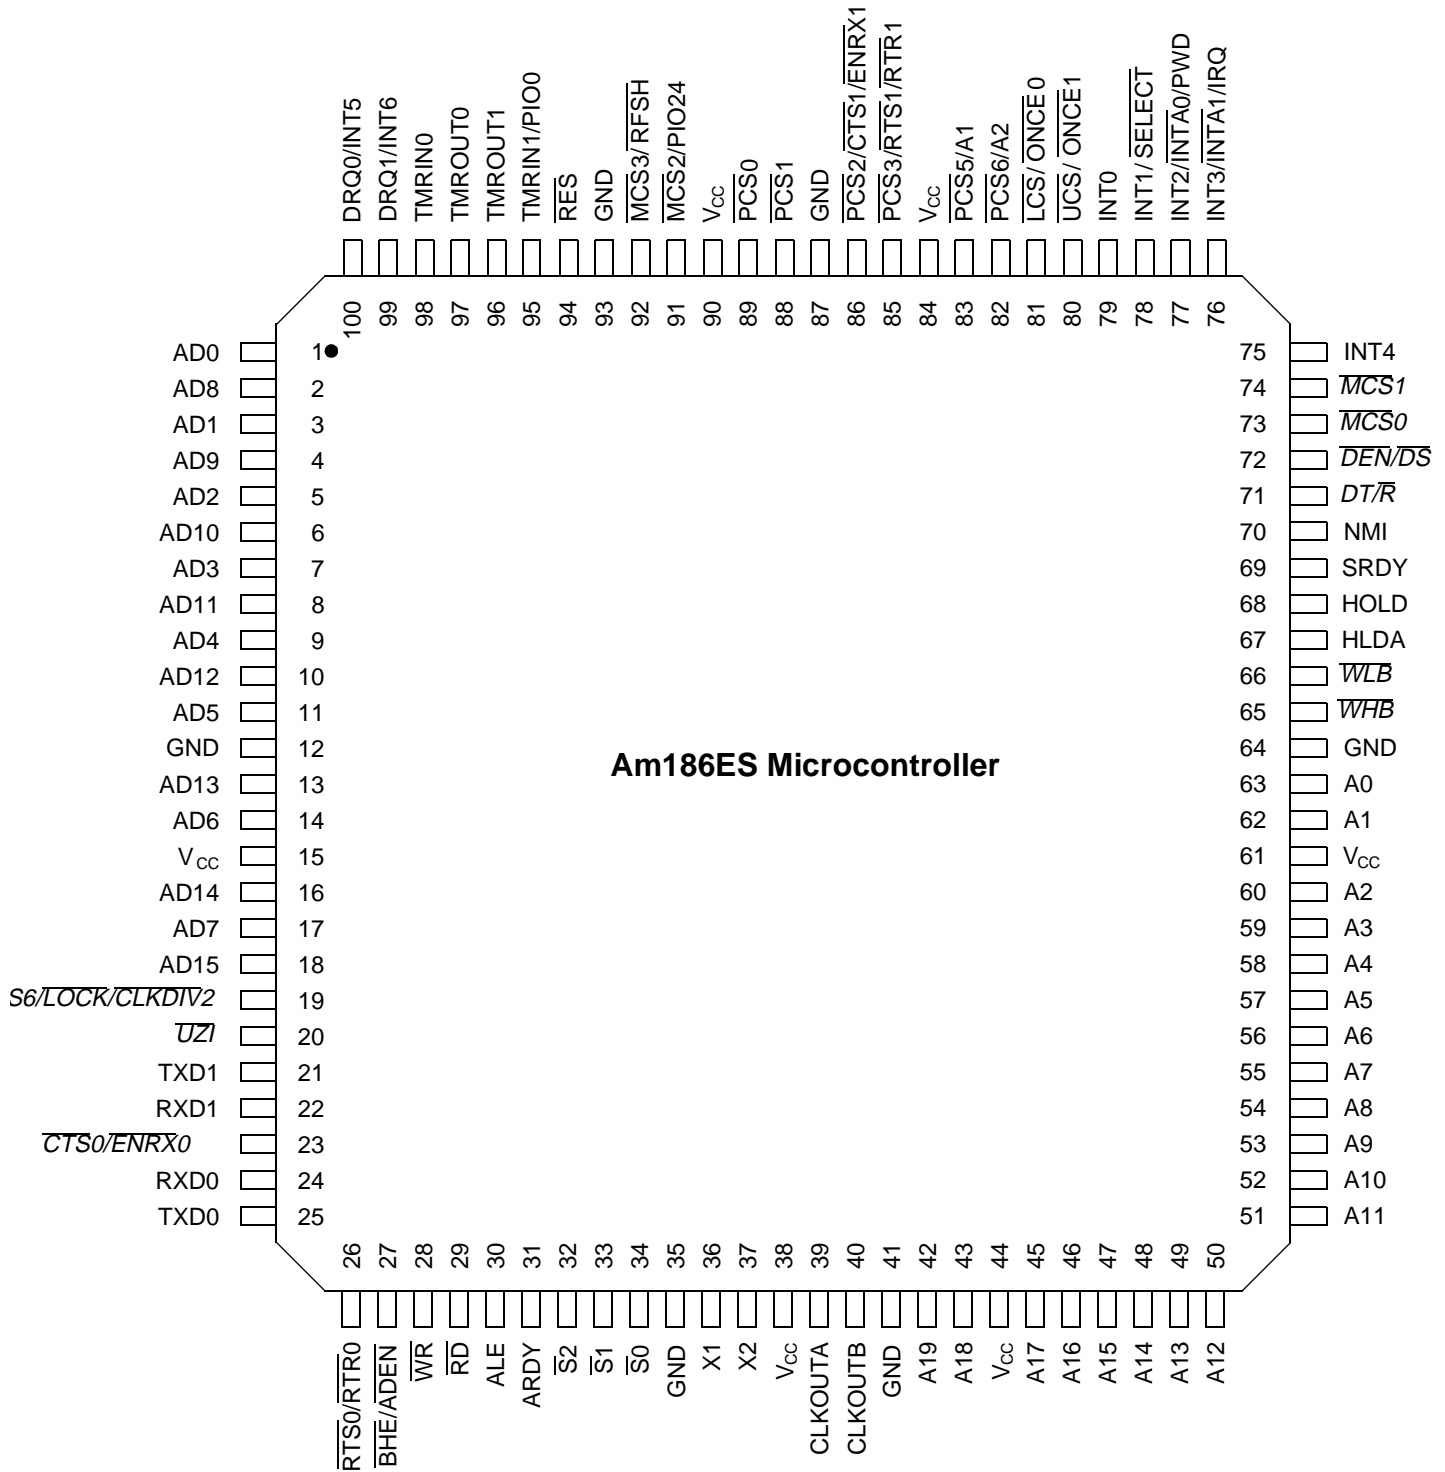 DRQ0/INT5
DRQ1/INT6
TMRIN0
TMROUT0
TMROUT1
TMRIN1/PIO0
RES
GND
MCS3/ RFSH
MCS2/PIO24
VCC
PCS0
PCS1
GND
PCS2/CTS1/ENRX1
PCS3/RTS1/RTR1
VCC
PCS5/A1
PCS6/A2
LCS/ ONCE 0
UCS/ ONCE1
INT0
INT1/ SELECT
INT2/INTA0/PWD
INT3/INTA1/IRQ
100
99
98
97
96
95
94
93
92
91
90
89
88
87
86
85
84
83
82
81
80
79
78
77
76
AD0 1
AD8 2
AD1 3
AD9 4
AD2 5
AD10 6
AD3 7
AD11 8
AD4 9
AD12 10
AD5 11
GND 12
AD13 13
AD6 14
VCC 15
AD14 16
AD7 17
AD15 18
S6/LOCK/CLKDIV2 19
UZI 20
TXD1 21
RXD1 22
CTS0/ENRX0 23
RXD0 24
TXD0 25
Am186ES Microcontroller
75 INT4
74 MCS1
73 MCS0
72 DEN/DS
71 DT/R
70 NMI
69 SRDY
68 HOLD
67 HLDA
66 WLB
65 WHB
64 GND
63 A0
62 A1
61 VCC
60 A2
59 A3
58 A4
57 A5
56 A6
55 A7
54 A8
53 A9
52 A10
51 A11
26
27
28
29
30
31
32
33
34
35
36
37
38
39
40
41
42
43
44
45
46
47
48
49
50
RTS0/RTR0
BHE/ADEN
WR
RD
ALE
ARDY
S2
S1
S0
GND
X1
X2
VCC
CLKOUTA
CLKOUTB
GND
A19
A18
VCC
A17
A16
A15
A14
A13
A12